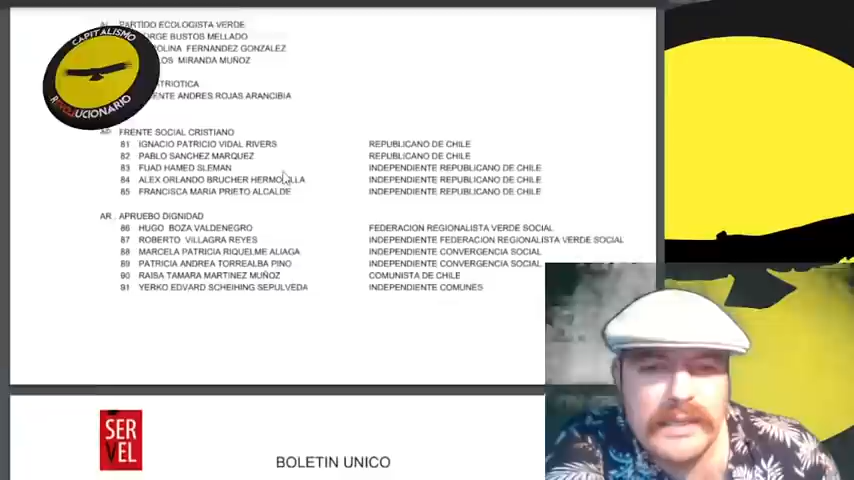 PARTIDO ECOLOGISTA VERDE
JORGE BUSTOS MELLADO
CAROLINA FERNANDEZ GONZALEZ
MIRANDA MUÑOZ
CAPITALISMO
REVOLUCIONARIO
ANDRES ROJAS ARANCIBIA
FRENTE SOCIAL CRISTIANO
81 IGNACIO PATRICIO VIDAL RIVERS REPUBLICANO DE CHILE
82 PABLO SANCHEZ MARQUEZ REPUBLICANO DE CHILE
83 FUAD HAMED SLEMAN INDEPENDIENTE REPUBLICANO DE CHILE
84 ALEX ORLANDO BRUCHER HERMOSILLA INDEPENDIENTE REPUBLICANO DE CHILE
85 FRANCISCA MARIA PRIETO ALCALDE INDEPENDIENTE REPUBLICANO DE CHILE
AR . APRUEBO DIGNIDAD
86 HUGO BOZA VALDENEGRO FEDERACION REGIONALISTA VERDE SOCIAL
87 ROBERTO VILLAGRA REYES INDEPENDIENTE FEDERACION REGIONALISTA VERDE SOCIAL
88 MARCELA PATRICIA RIQUELME ALIAGA INDEPENDIENTE CONVERGENCIA SOCIAL
89 PATRICIA ANDREA TORREALBA PINO INDEPENDIENTE CONVERGENCIA SOCIAL
90 RAISA TAMARA MARTINEZ MUÑOZ COMUNISTA DE CHILE
91 YERKO EDVARD SCHEIHING SEPULVEDA INDEPENDIENTE COMUNES
SERVEL
BOLETIN UNICO